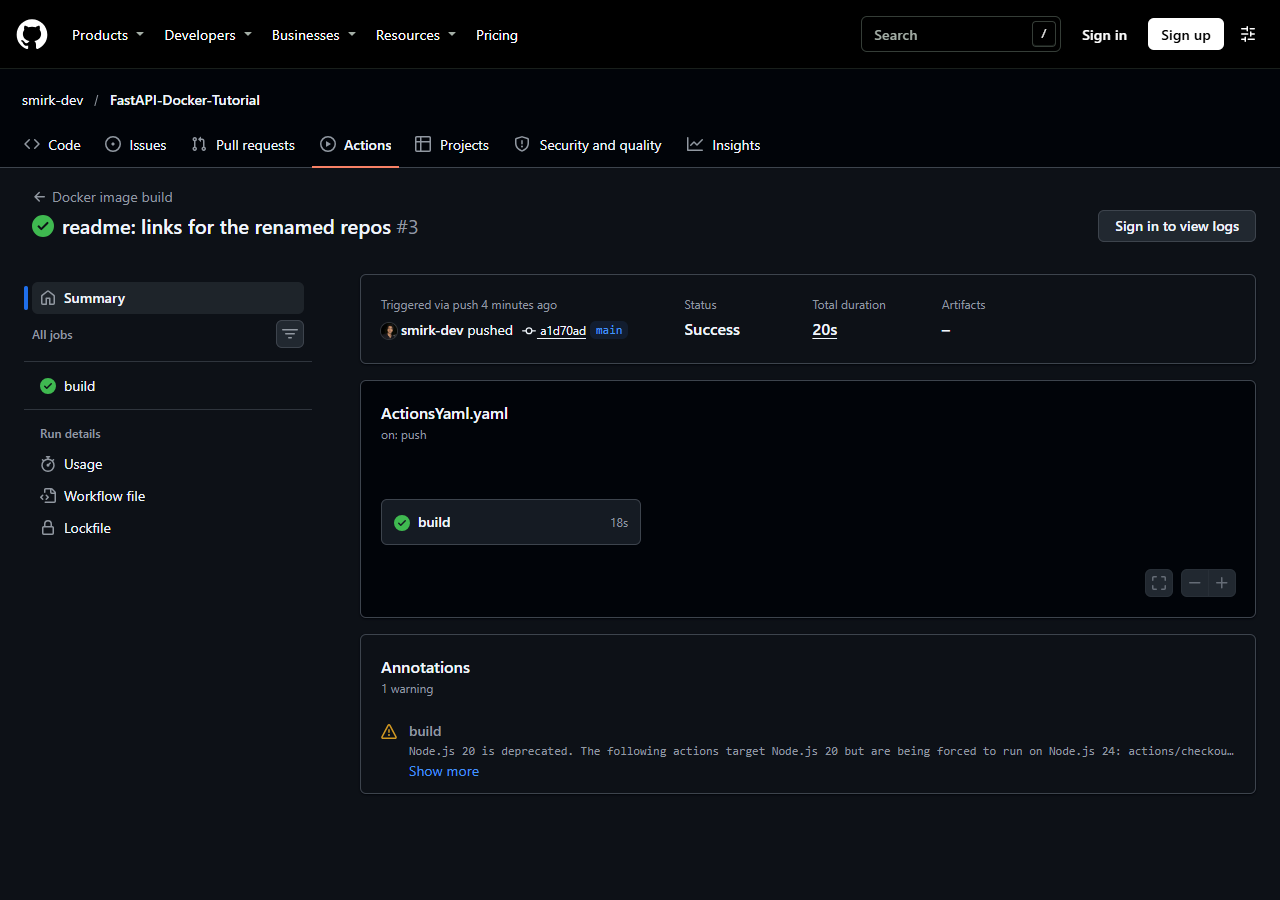 Products Developers Businesses Resources Pricing Search / Sign in Sign up
smirk-dev / FastAPI-Docker-Tutorial
Code Issues Pull requests Actions Projects Security and quality Insights
Docker image build
readme: links for the renamed repos #3
Sign in to view logs
Summary
All jobs
build
Run details
Usage
Workflow file
Lockfile
Triggered via push 4 minutes ago
smirk-dev pushed a1d70ad main
Status
Success
Total duration
20s
Artifacts
–
ActionsYaml.yaml
on: push
build 18s
Annotations
1 warning
build
Node.js 20 is deprecated. The following actions target Node.js 20 but are being forced to run on Node.js 24: actions/checkou…
Show more